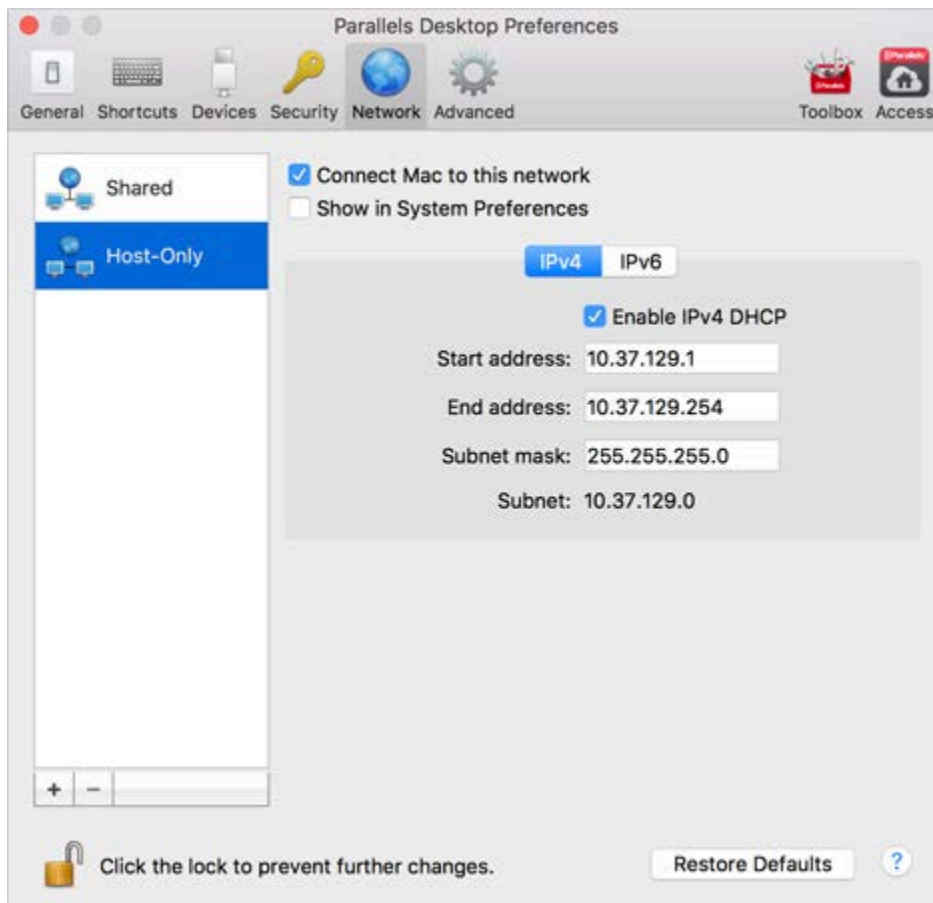 Parallels Desktop Preferences
General Shortcuts Devices Security Network Advanced Toolbox Access
Shared
Host-Only
Connect Mac to this network
Show in System Preferences
IPv4 IPv6
Enable IPv4 DHCP
Start address: 10.37.129.1
End address: 10.37.129.254
Subnet mask: 255.255.255.0
Subnet: 10.37.129.0
+ −
Click the lock to prevent further changes.
Restore Defaults ?